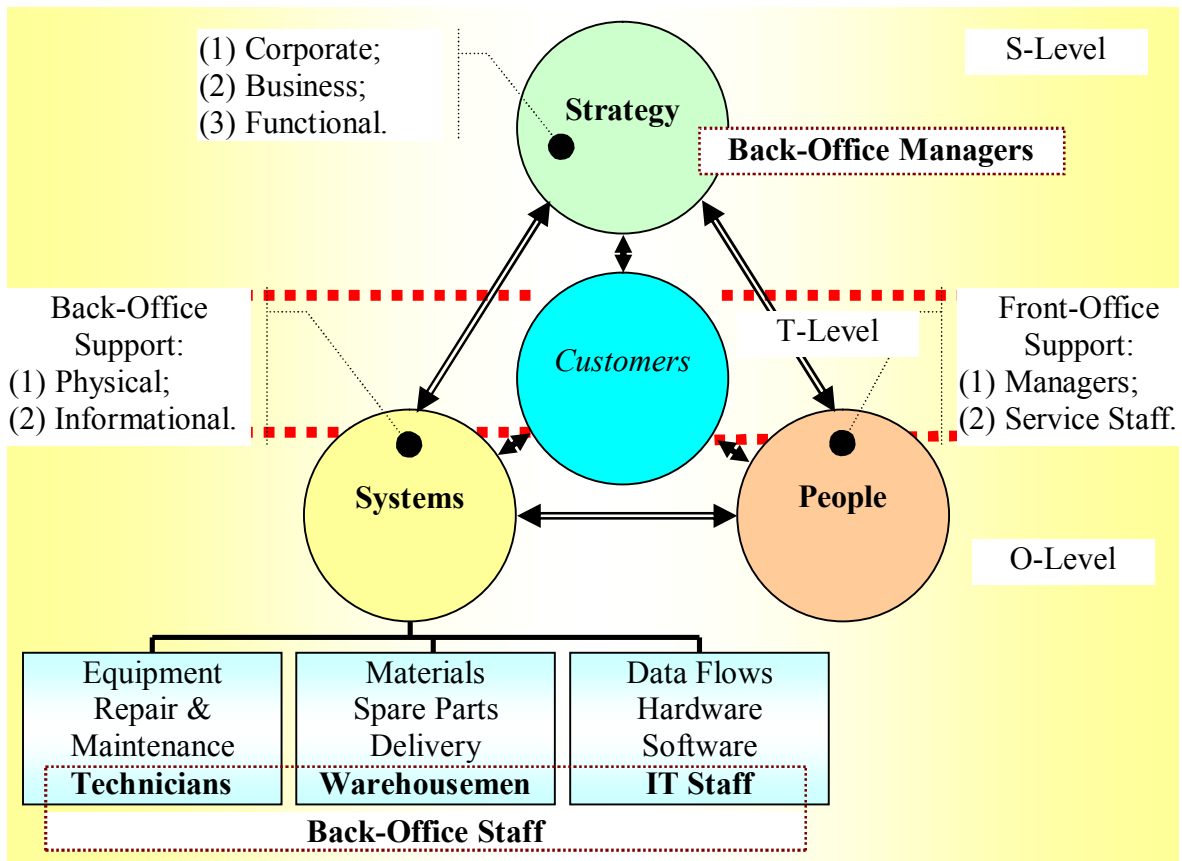 (1) Corporate;
(2) Business;
(3) Functional.
S-Level
Strategy
Back-Office Managers
Back-Office
Support:
(1) Physical;
(2) Informational.
Customers
T-Level
Front-Office
Support:
(1) Managers;
(2) Service Staff.
Systems
People
O-Level
Equipment
Repair &
Maintenance
Technicians
Materials
Spare Parts
Delivery
Warehousemen
Data Flows
Hardware
Software
IT Staff
Back-Office Staff